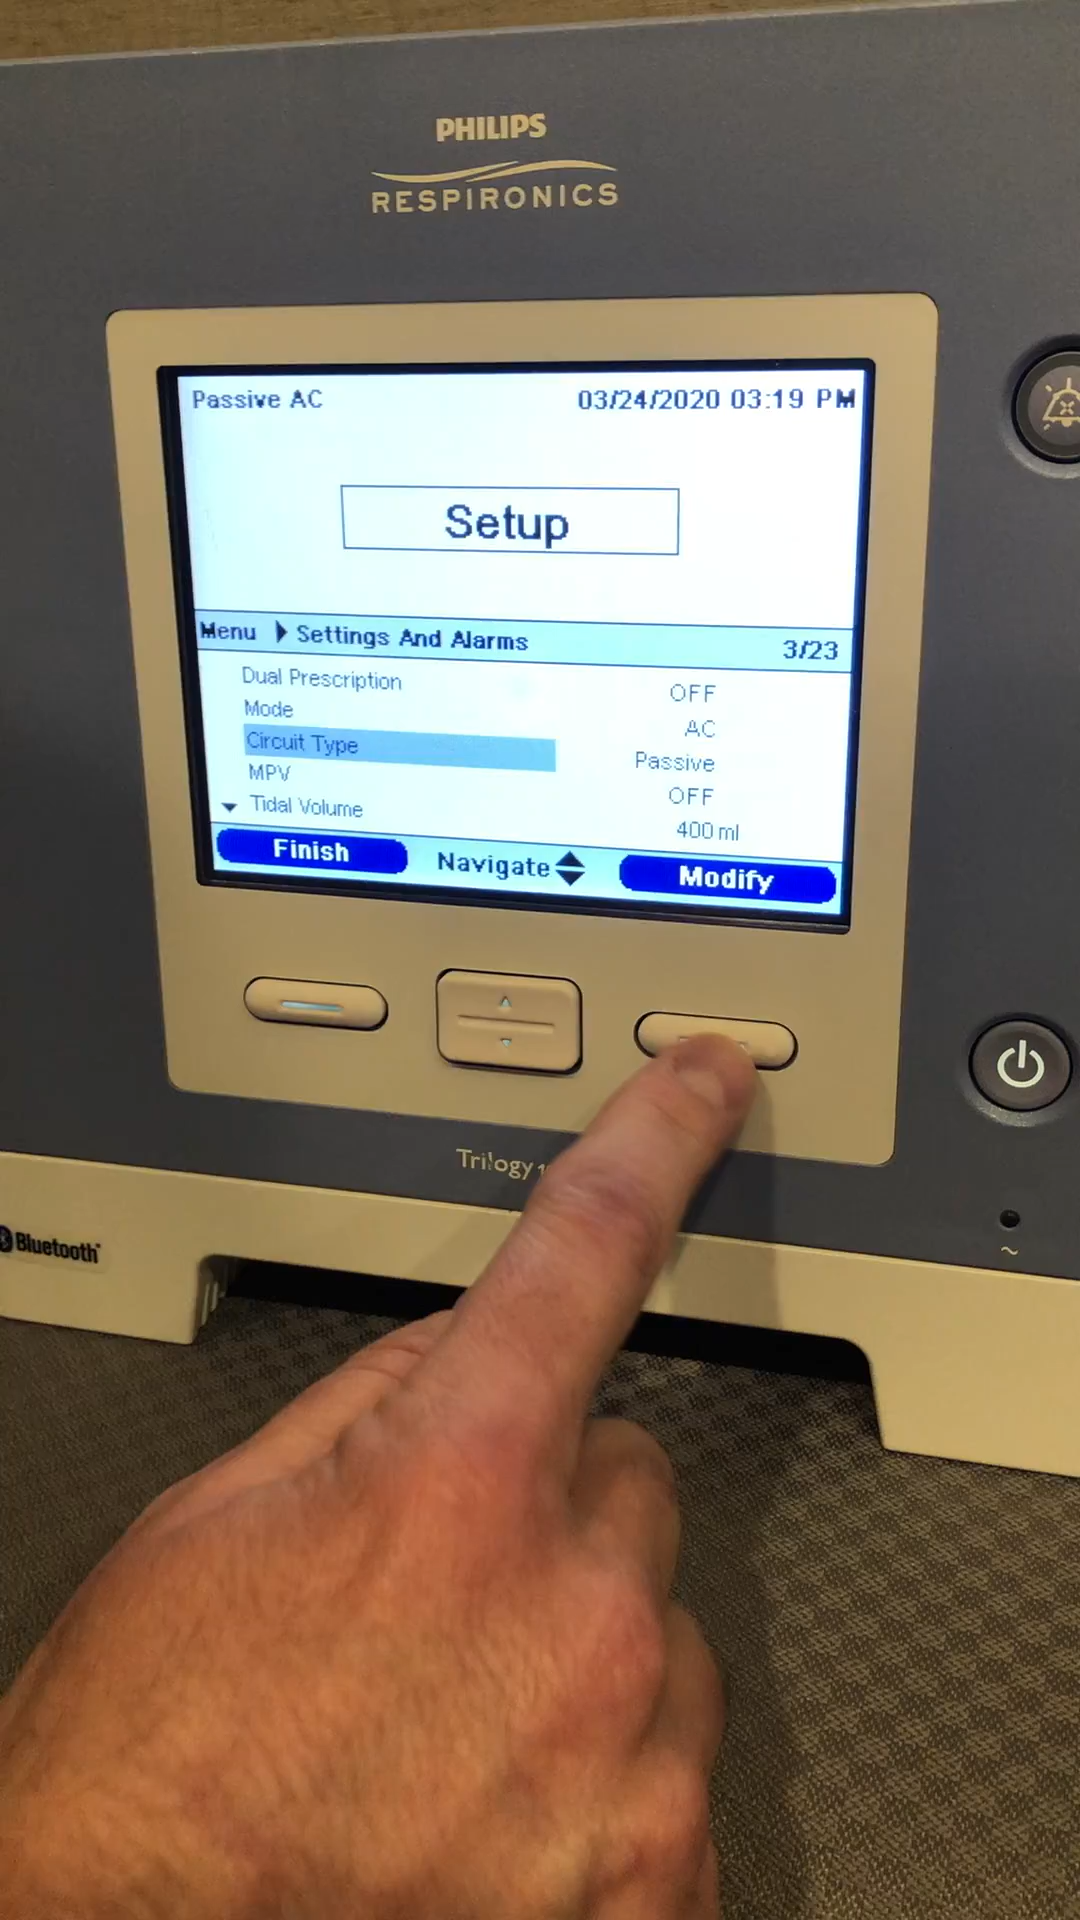 PHILIPS
RESPIRONICS
Passive AC 03/24/2020 03:19 PM
Setup
Menu Settings And Alarms 3/23
Dual Prescription OFF
Mode AC
Circuit Type Passive
MPV OFF
Tidal Volume 400 ml
Finish Navigate Modify
Trilogy
Bluetooth